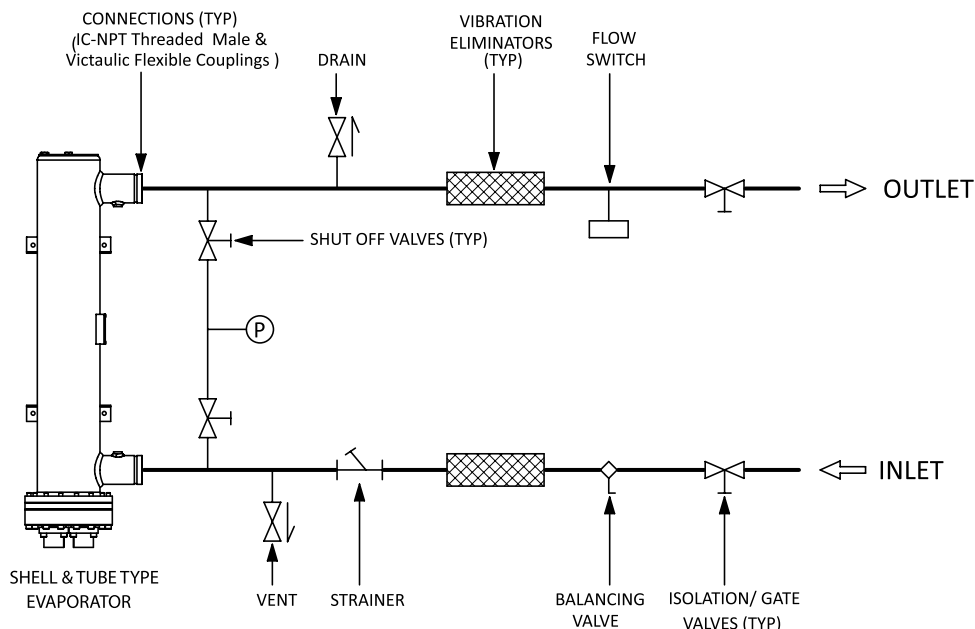 CONNECTIONS (TYP)
(IC-NPT Threaded Male &
Victaulic Flexible Couplings )
DRAIN
VIBRATION
ELIMINATORS
(TYP)
FLOW
SWITCH
OUTLET
SHUT OFF VALVES (TYP)
P
INLET
SHELL & TUBE TYPE
EVAPORATOR
VENT
STRAINER
BALANCING
VALVE
ISOLATION/ GATE
VALVES (TYP)